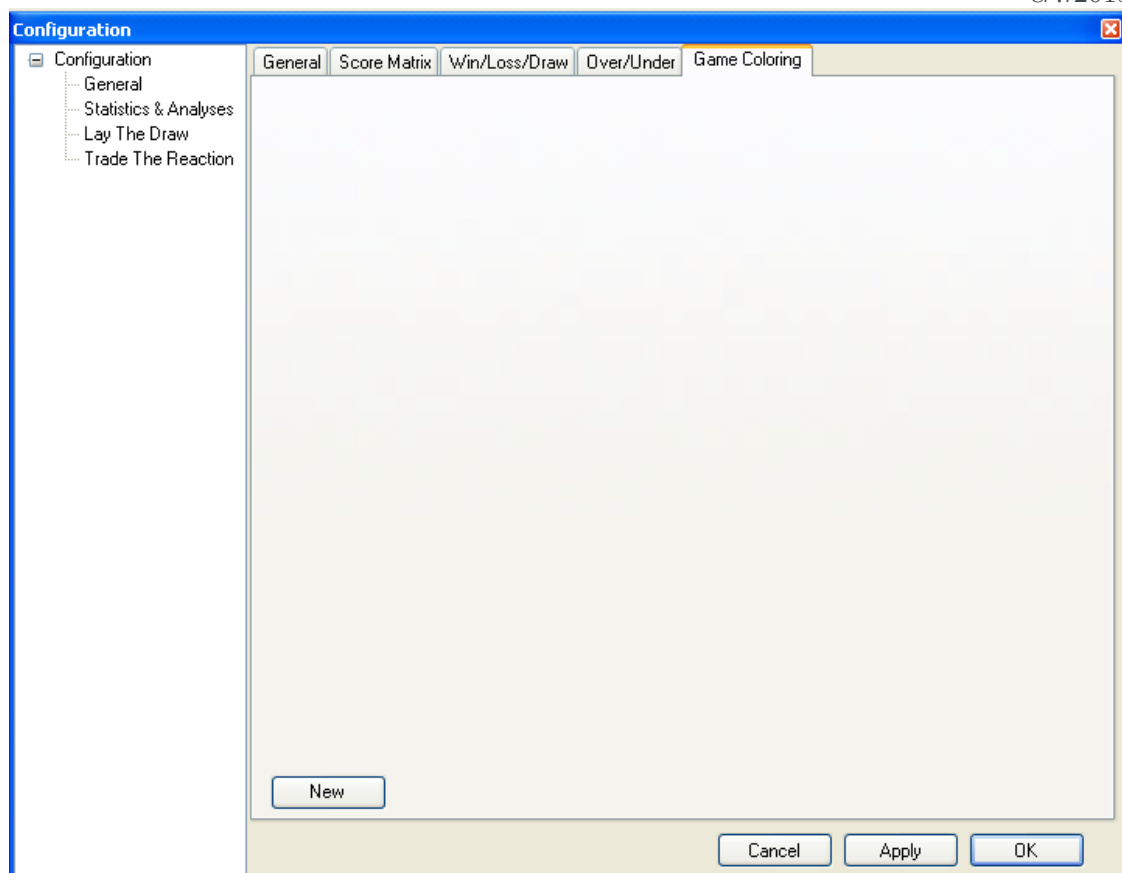 Configuration
Configuration
General
Statistics & Analyses
Lay The Draw
Trade The Reaction
General Score Matrix Win/Loss/Draw Over/Under Game Coloring
New
Cancel Apply OK